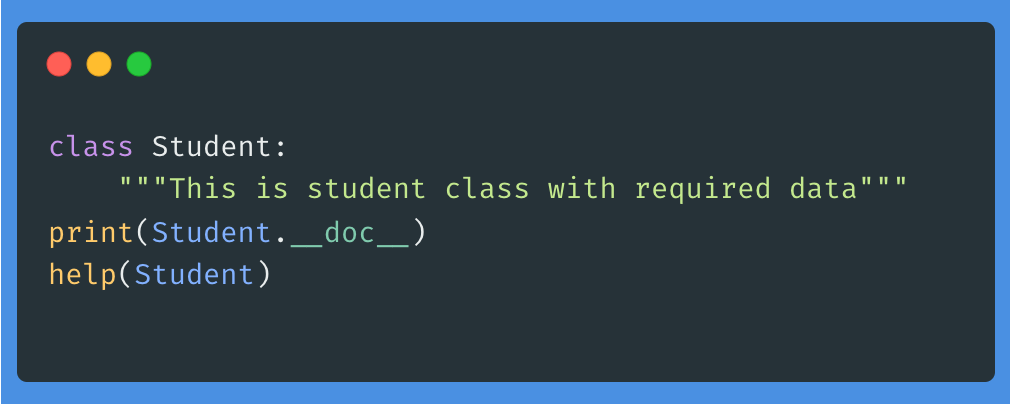 class Student:
    """This is student class with required data"""
print(Student.__doc__)
help(Student)